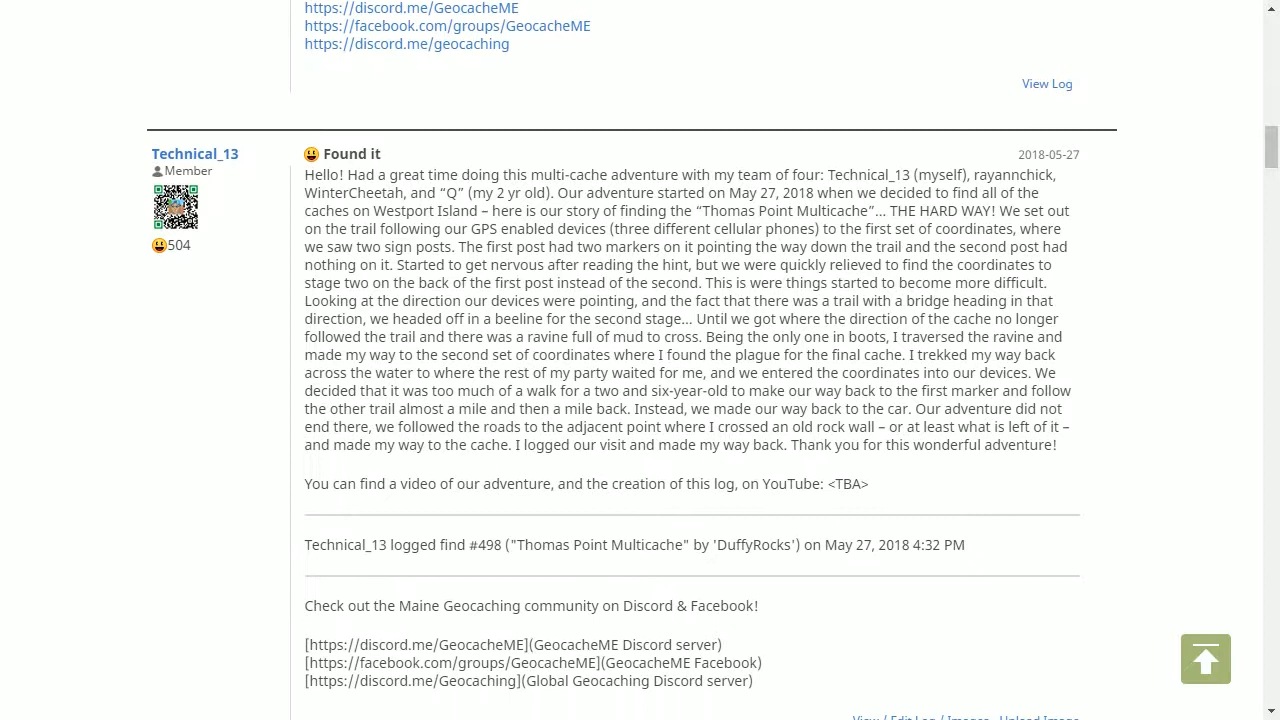 https://discord.me/GeocacheME
https://facebook.com/groups/GeocacheME
https://discord.me/geocaching
View Log
Technical_13
Member
504
Found it
2018-05-27
Hello! Had a great time doing this multi-cache adventure with my team of four: Technical_13 (myself), rayannchick,
WinterCheetah, and “Q” (my 2 yr old). Our adventure started on May 27, 2018 when we decided to find all of the
caches on Westport Island – here is our story of finding the “Thomas Point Multicache”... THE HARD WAY! We set out
on the trail following our GPS enabled devices (three different cellular phones) to the first set of coordinates, where
we saw two sign posts. The first post had two markers on it pointing the way down the trail and the second post had
nothing on it. Started to get nervous after reading the hint, but we were quickly relieved to find the coordinates to
stage two on the back of the first post instead of the second. This is were things started to become more difficult.
Looking at the direction our devices were pointing, and the fact that there was a trail with a bridge heading in that
direction, we headed off in a beeline for the second stage... Until we got where the direction of the cache no longer
followed the trail and there was a ravine full of mud to cross. Being the only one in boots, I traversed the ravine and
made my way to the second set of coordinates where I found the plague for the final cache. I trekked my way back
across the water to where the rest of my party waited for me, and we entered the coordinates into our devices. We
decided that it was too much of a walk for a two and six-year-old to make our way back to the first marker and follow
the other trail almost a mile and then a mile back. Instead, we made our way back to the car. Our adventure did not
end there, we followed the roads to the adjacent point where I crossed an old rock wall – or at least what is left of it –
and made my way to the cache. I logged our visit and made my way back. Thank you for this wonderful adventure!
You can find a video of our adventure, and the creation of this log, on YouTube: <TBA>
Technical_13 logged find #498 ("Thomas Point Multicache" by 'DuffyRocks') on May 27, 2018 4:32 PM
Check out the Maine Geocaching community on Discord & Facebook!
[https://discord.me/GeocacheME](GeocacheME Discord server)
[https://facebook.com/groups/GeocacheME](GeocacheME Facebook)
[https://discord.me/Geocaching](Global Geocaching Discord server)
View / Edit Log / Images Upload Image